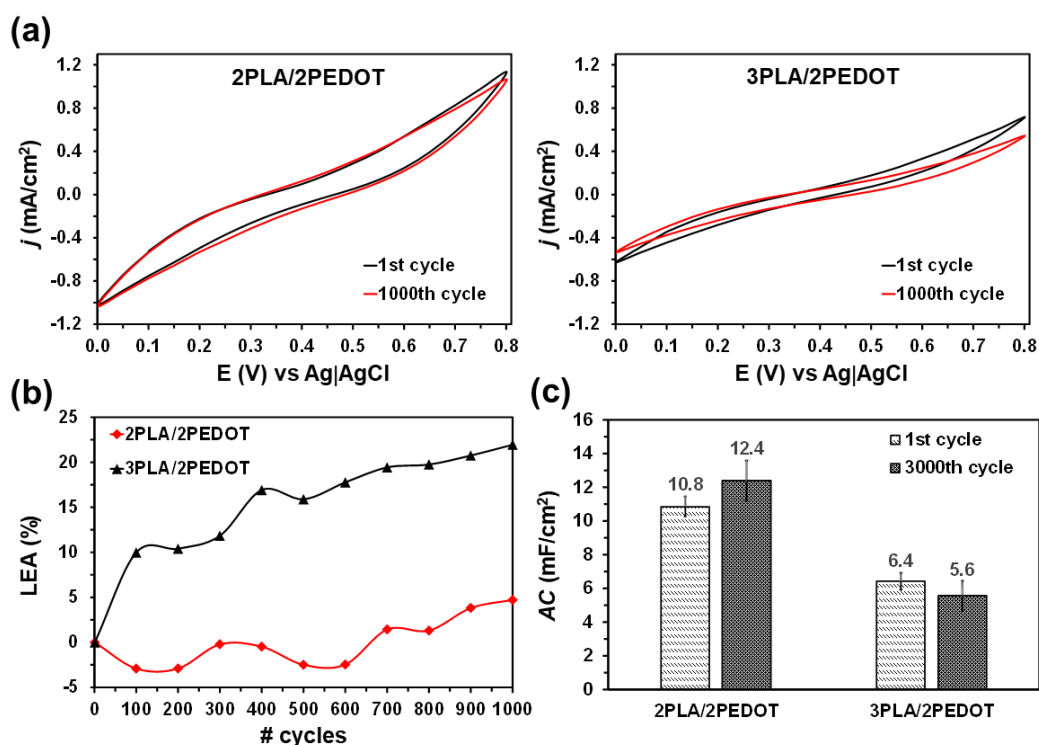 (a)
2PLA/2PEDOT
1.2
0.8
0.4
0.0
-0.4
-0.8
-1.2
j (mA/cm²)
1st cycle
1000th cycle
0.0 0.1 0.2 0.3 0.4 0.5 0.6 0.7 0.8
E (V) vs Ag|AgCl
3PLA/2PEDOT
1.2
0.8
0.4
0.0
-0.4
-0.8
-1.2
j (mA/cm²)
1st cycle
1000th cycle
0.0 0.1 0.2 0.3 0.4 0.5 0.6 0.7 0.8
E (V) vs Ag|AgCl
(b)
25
20
15
10
5
0
-5
LEA (%)
2PLA/2PEDOT
3PLA/2PEDOT
0 100 200 300 400 500 600 700 800 900 1000
# cycles
(c)
16
14
12
10
8
6
4
2
0
AC (mF/cm²)
1st cycle
3000th cycle
10.8
12.4
6.4
5.6
2PLA/2PEDOT 3PLA/2PEDOT